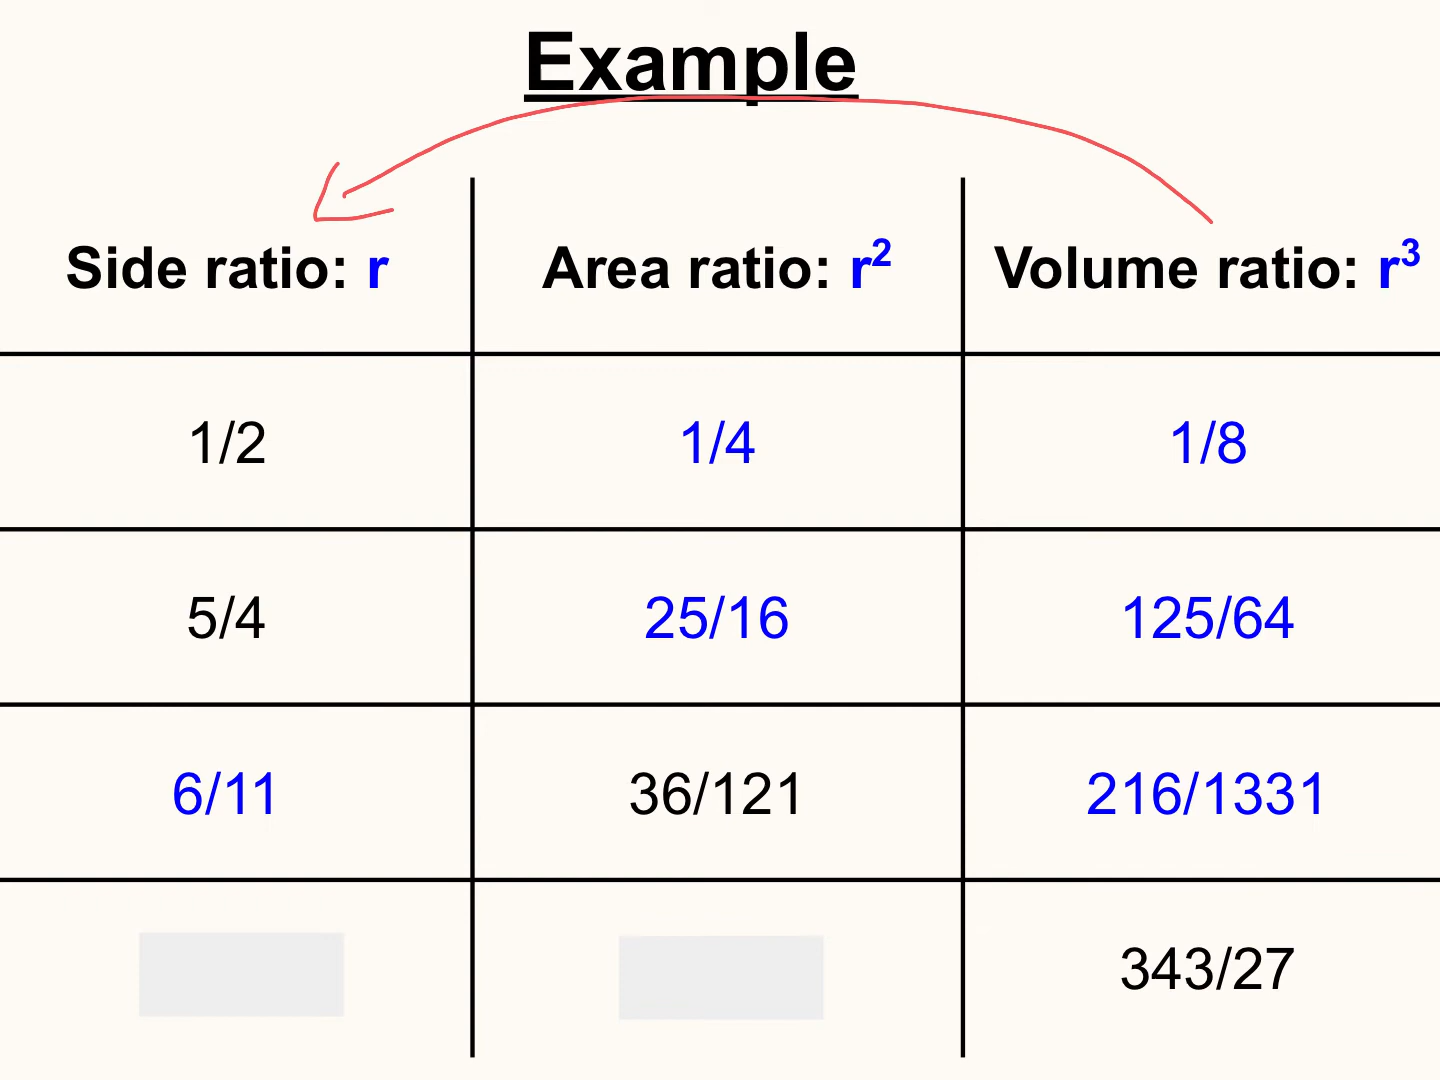 Example
Side ratio: r
Area ratio: r²
Volume ratio: r³
1/2
1/4
1/8
5/4
25/16
125/64
6/11
36/121
216/1331
343/27